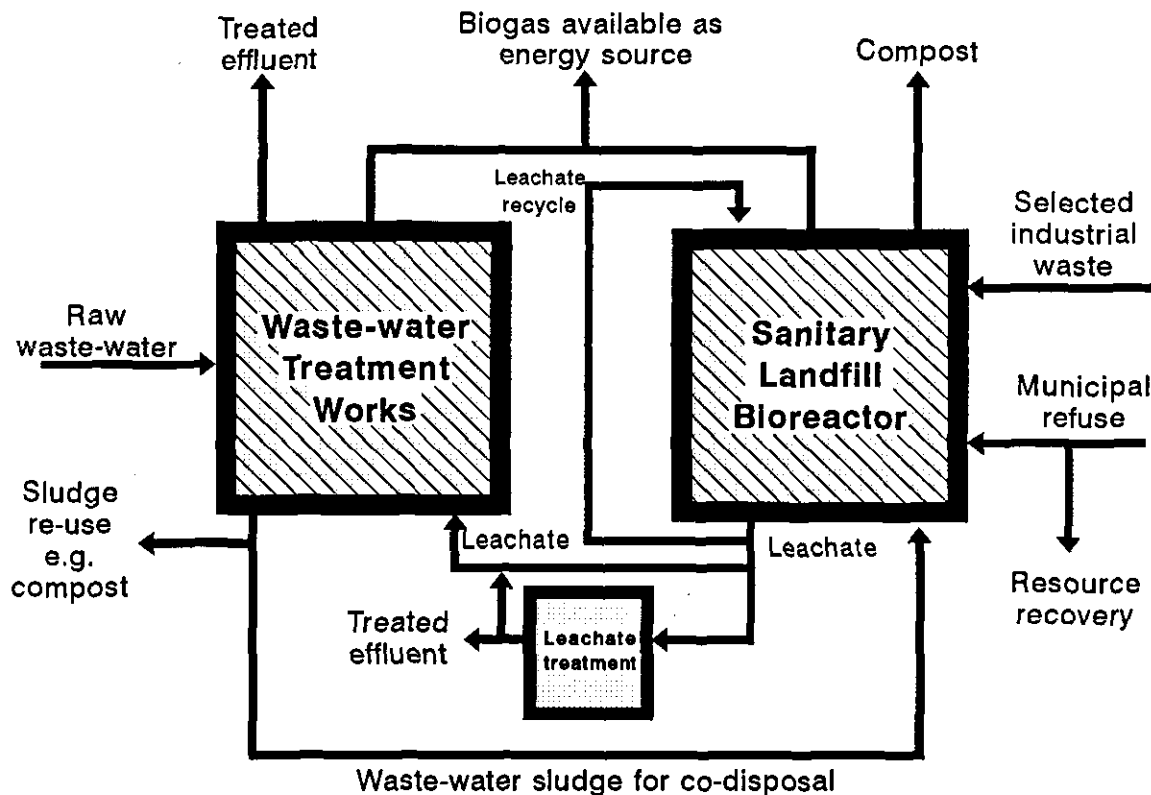 Treated
effluent
Biogas available as
energy source
Compost
Leachate
recycle
Selected
industrial
waste
Raw
waste-water
Waste-water
Treatment
Works
Sanitary
Landfill
Bioreactor
Municipal
refuse
Sludge
re-use
e.g.
compost
Leachate
Leachate
Resource
recovery
Treated
effluent
Leachate
treatment
Waste-water sludge for co-disposal